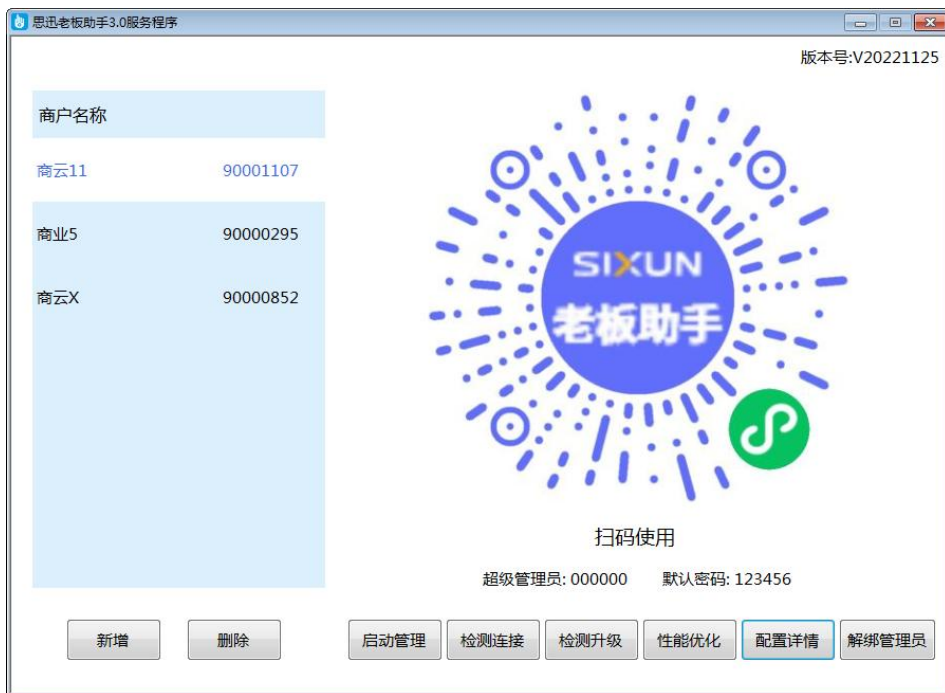 思迅老板助手3.0服务程序
版本号:V20221125
商户名称
商云11 90001107
商业5 90000295
商云X 90000852
SIXUN
老板助手
扫码使用
超级管理员: 000000 默认密码: 123456
新增 删除 启动管理 检测连接 检测升级 性能优化 配置详情 解绑管理员